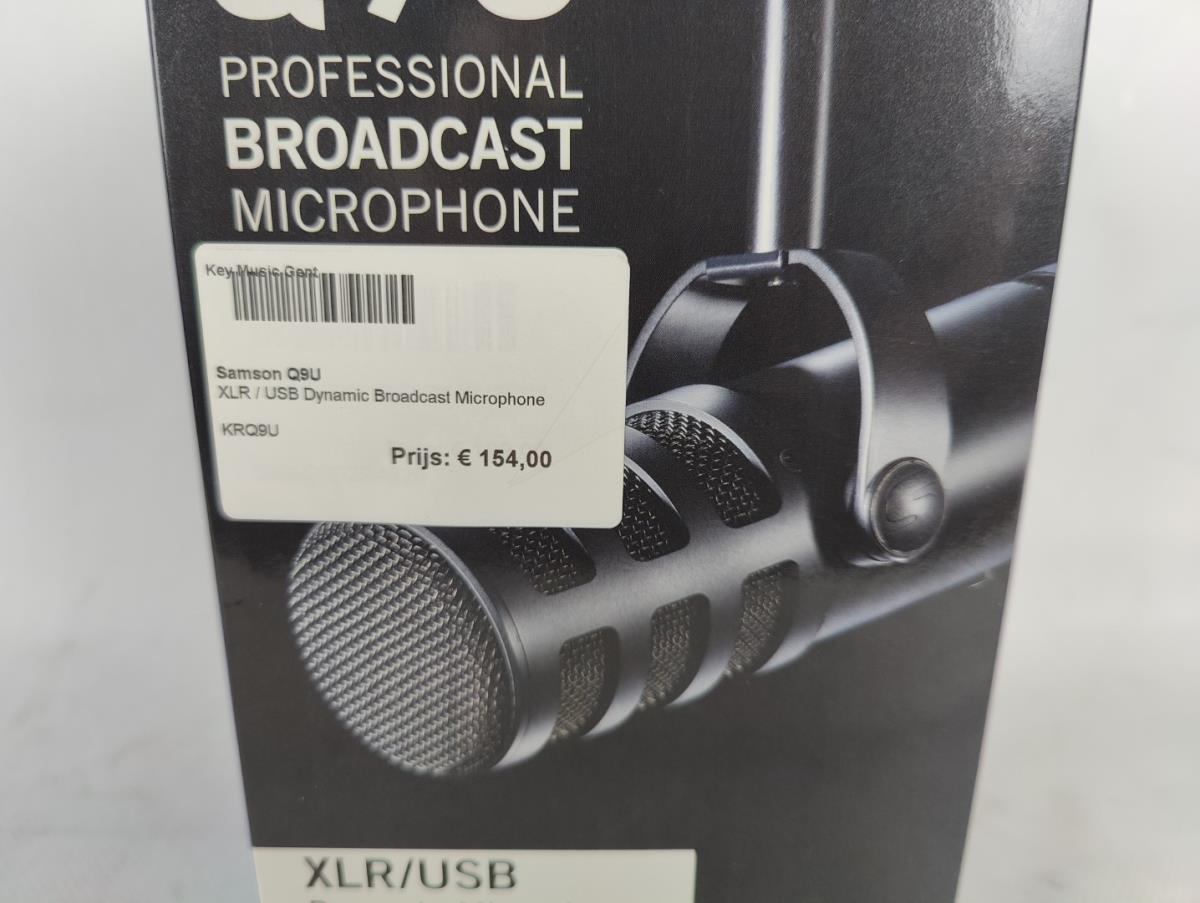 Q9U
PROFESSIONAL
BROADCAST
MICROPHONE
Key Music Gent
Samson Q9U
XLR / USB Dynamic Broadcast Microphone
KRQ9U
Prijs: € 154,00
XLR/USB